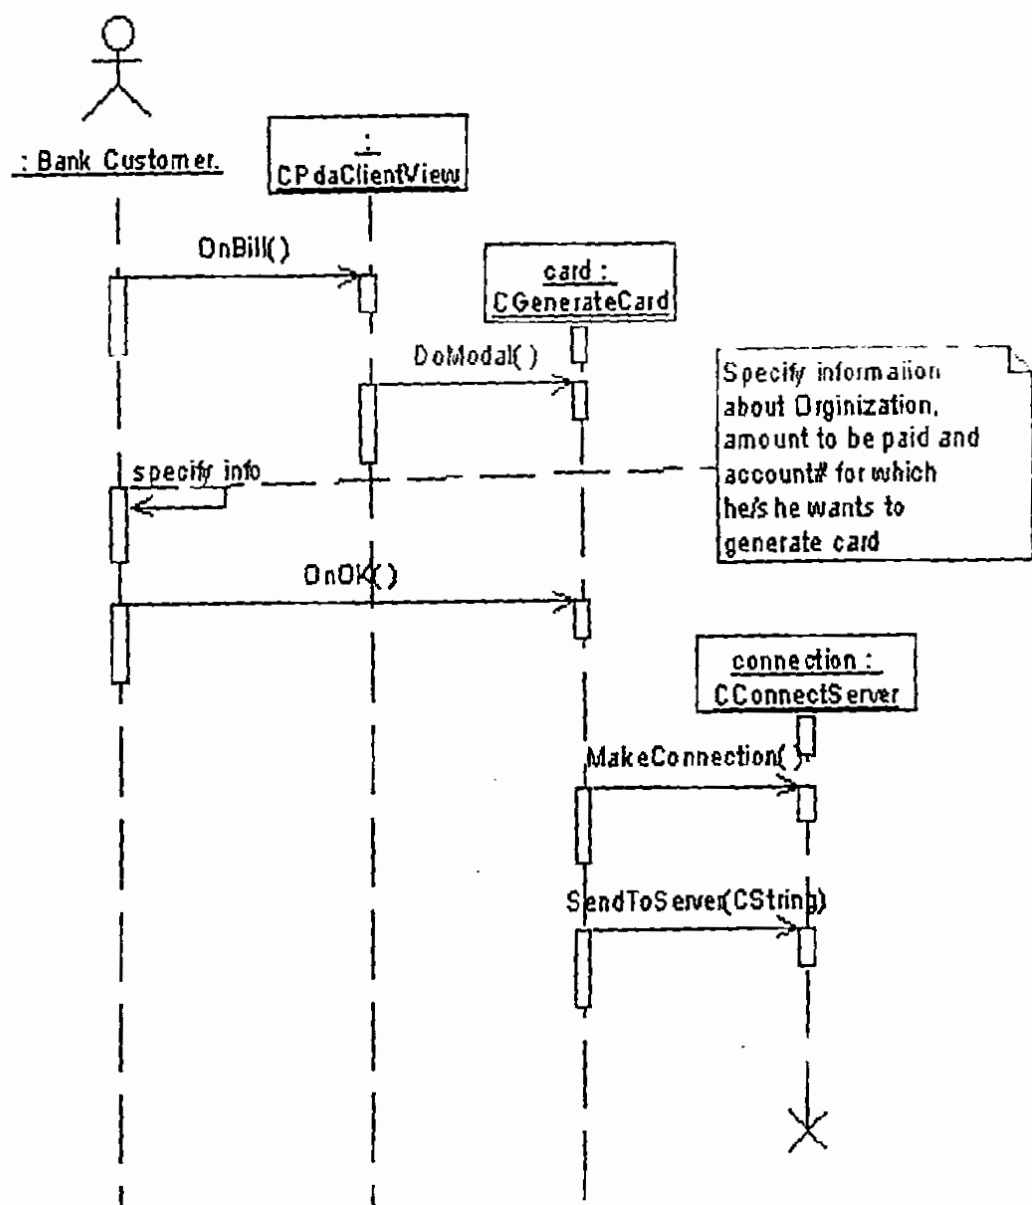 : Bank Customer.
:
CPdaClientView
OnBill()
card :
CGenerateCard
DoModal( )
Specify information
about Orginization,
amount to be paid and
account# for which
he/she wants to
generate card
specify info
OnOK( )
connection :
CConnectServer
MakeConnection( )
SendToServer(CString)